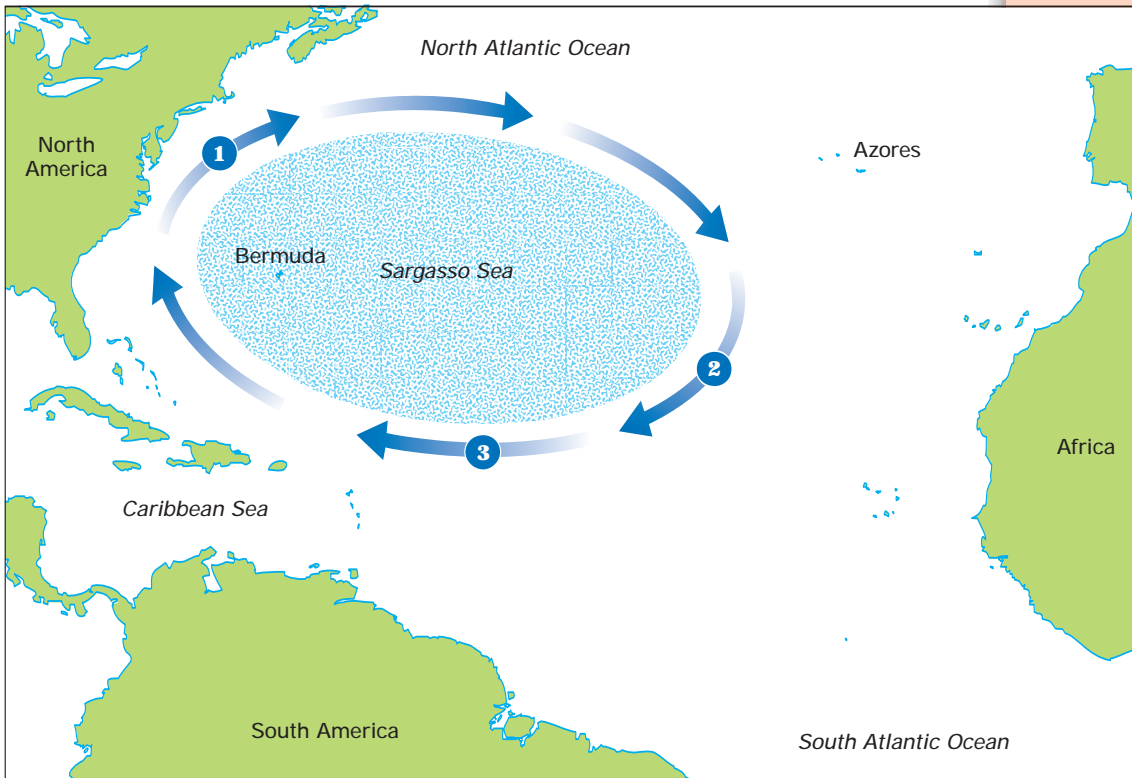 North Atlantic Ocean
North
America
1
Azores
Bermuda
Sargasso Sea
2
3
Africa
Caribbean Sea
South America
South Atlantic Ocean